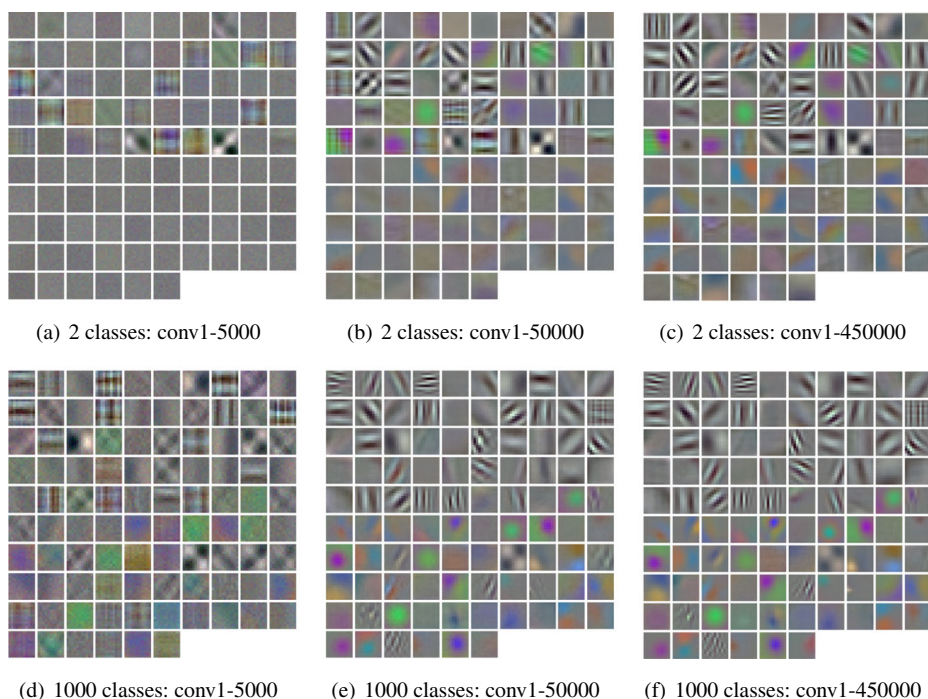 (a) 2 classes: conv1-5000
(b) 2 classes: conv1-50000
(c) 2 classes: conv1-450000
(d) 1000 classes: conv1-5000
(e) 1000 classes: conv1-50000
(f) 1000 classes: conv1-450000